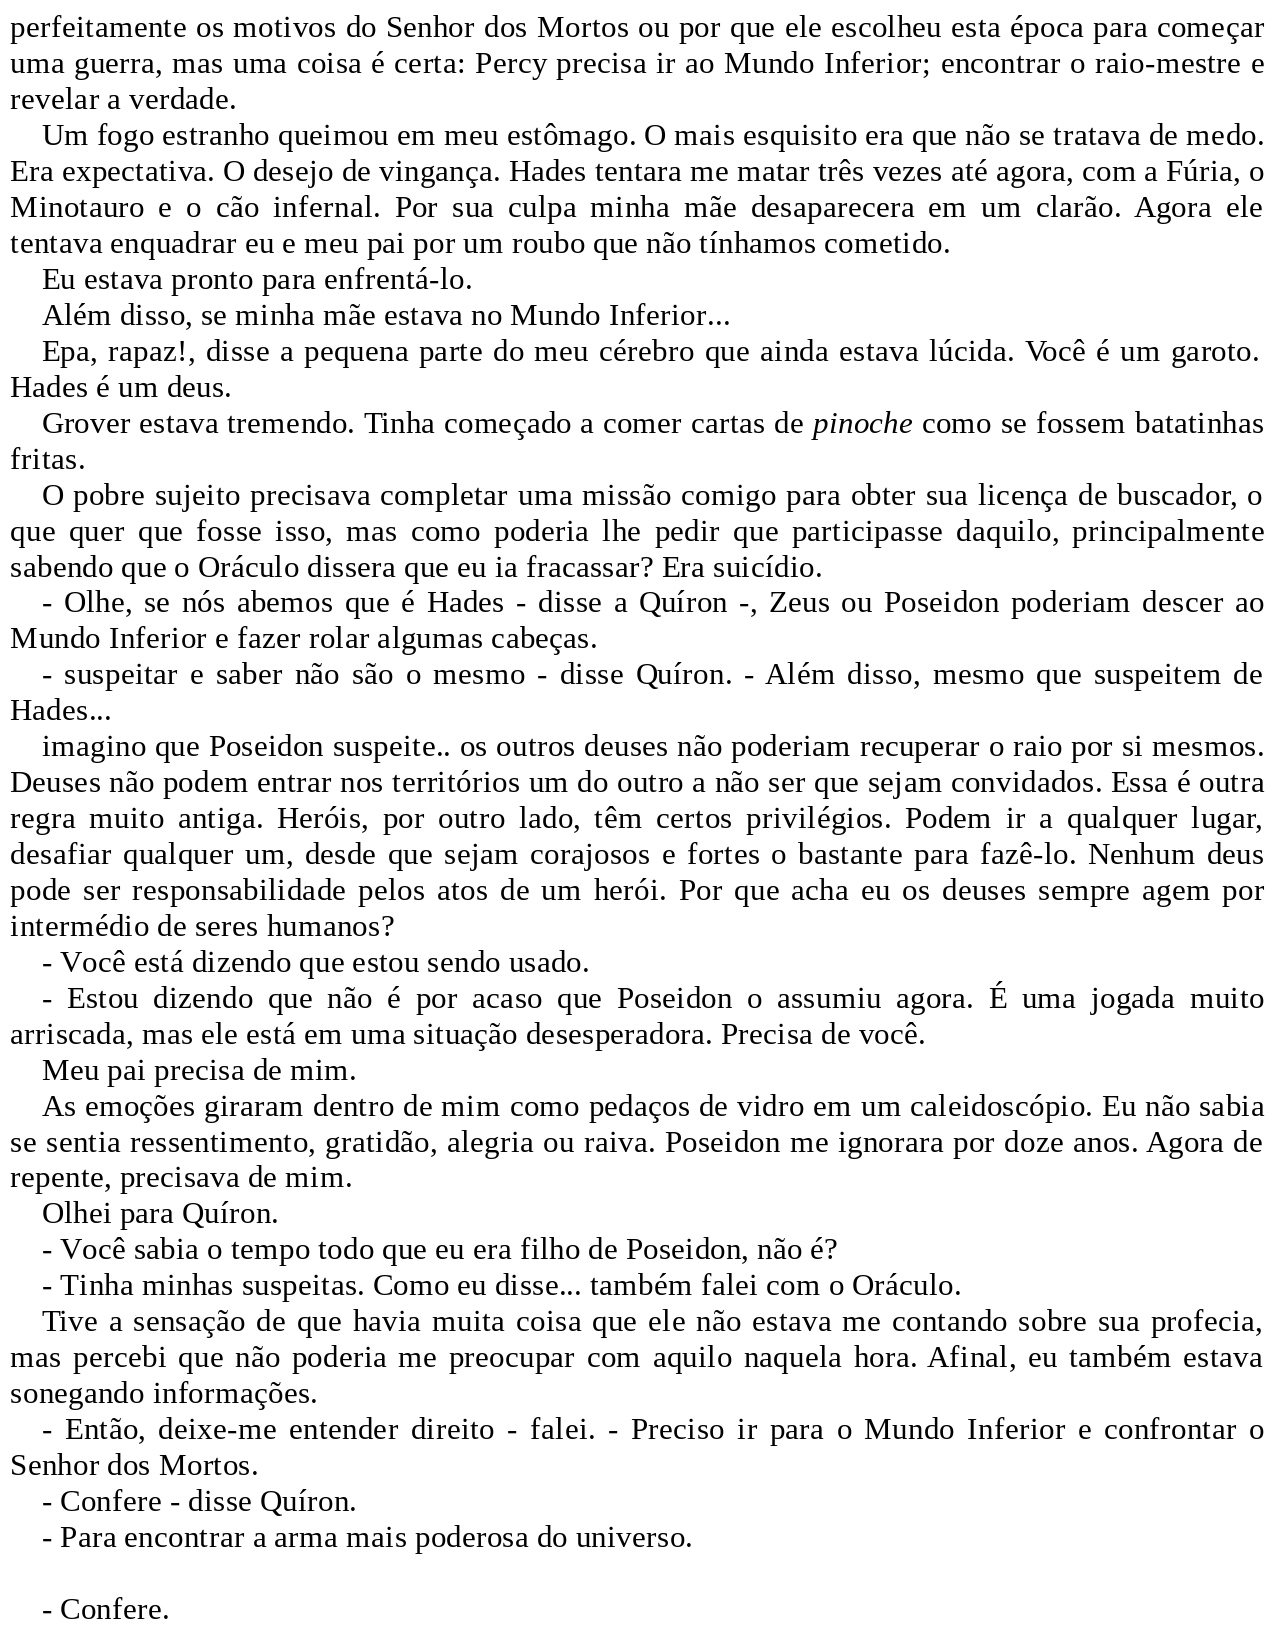 perfeitamente os motivos do Senhor dos Mortos ou por que ele escolheu esta época para começar
uma guerra, mas uma coisa é certa: Percy precisa ir ao Mundo Inferior; encontrar o raio-mestre e
revelar a verdade.
Um fogo estranho queimou em meu estômago. O mais esquisito era que não se tratava de medo.
Era expectativa. O desejo de vingança. Hades tentara me matar três vezes até agora, com a Fúria, o
Minotauro e o cão infernal. Por sua culpa minha mãe desaparecera em um clarão. Agora ele
tentava enquadrar eu e meu pai por um roubo que não tínhamos cometido.
Eu estava pronto para enfrentá-lo.
Além disso, se minha mãe estava no Mundo Inferior...
Epa, rapaz!, disse a pequena parte do meu cérebro que ainda estava lúcida. Você é um garoto.
Hades é um deus.
Grover estava tremendo. Tinha começado a comer cartas de pinoche como se fossem batatinhas
fritas.
O pobre sujeito precisava completar uma missão comigo para obter sua licença de buscador, o
que quer que fosse isso, mas como poderia lhe pedir que participasse daquilo, principalmente
sabendo que o Oráculo dissera que eu ia fracassar? Era suicídio.
- Olhe, se nós abemos que é Hades - disse a Quíron -, Zeus ou Poseidon poderiam descer ao
Mundo Inferior e fazer rolar algumas cabeças.
- suspeitar e saber não são o mesmo - disse Quíron. - Além disso, mesmo que suspeitem de
Hades...
imagino que Poseidon suspeite.. os outros deuses não poderiam recuperar o raio por si mesmos.
Deuses não podem entrar nos territórios um do outro a não ser que sejam convidados. Essa é outra
regra muito antiga. Heróis, por outro lado, têm certos privilégios. Podem ir a qualquer lugar,
desafiar qualquer um, desde que sejam corajosos e fortes o bastante para fazê-lo. Nenhum deus
pode ser responsabilidade pelos atos de um herói. Por que acha eu os deuses sempre agem por
intermédio de seres humanos?
- Você está dizendo que estou sendo usado.
- Estou dizendo que não é por acaso que Poseidon o assumiu agora. É uma jogada muito
arriscada, mas ele está em uma situação desesperadora. Precisa de você.
Meu pai precisa de mim.
As emoções giraram dentro de mim como pedaços de vidro em um caleidoscópio. Eu não sabia
se sentia ressentimento, gratidão, alegria ou raiva. Poseidon me ignorara por doze anos. Agora de
repente, precisava de mim.
Olhei para Quíron.
- Você sabia o tempo todo que eu era filho de Poseidon, não é?
- Tinha minhas suspeitas. Como eu disse... também falei com o Oráculo.
Tive a sensação de que havia muita coisa que ele não estava me contando sobre sua profecia,
mas percebi que não poderia me preocupar com aquilo naquela hora. Afinal, eu também estava
sonegando informações.
- Então, deixe-me entender direito - falei. - Preciso ir para o Mundo Inferior e confrontar o
Senhor dos Mortos.
- Confere - disse Quíron.
- Para encontrar a arma mais poderosa do universo.
- Confere.